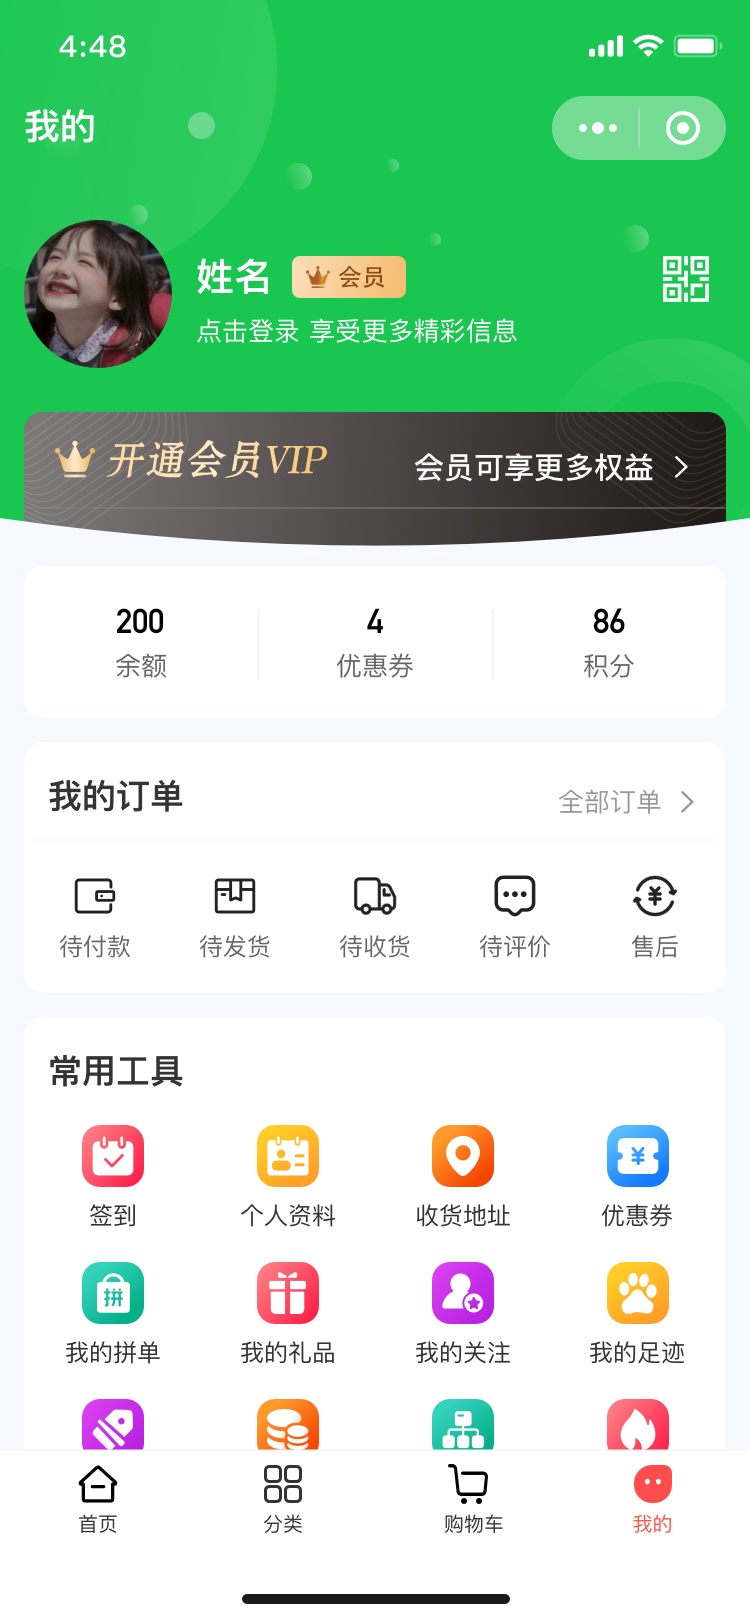 4:48
我的
姓名 会员
点击登录 享受更多精彩信息
开通会员VIP 会员可享更多权益
200 4 86
余额 优惠券 积分
我的订单 全部订单
待付款 待发货 待收货 待评价 售后
常用工具
签到 个人资料 收货地址 优惠券
拼
我的拼单 我的礼品 我的关注 我的足迹
首页 分类 购物车 我的